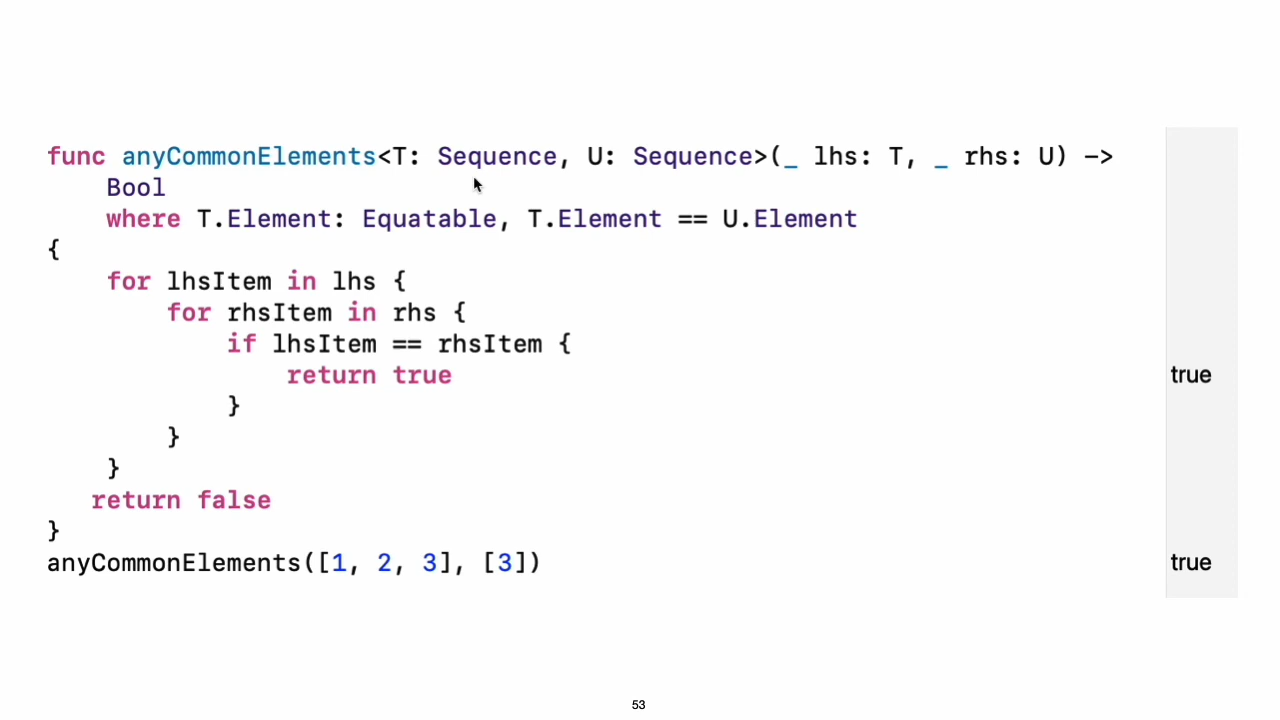 func anyCommonElements<T: Sequence, U: Sequence>(_ lhs: T, _ rhs: U) ->
    Bool
    where T.Element: Equatable, T.Element == U.Element
{
    for lhsItem in lhs {
        for rhsItem in rhs {
            if lhsItem == rhsItem {
                return true
true
            }
        }
    }
   return false
}
anyCommonElements([1, 2, 3], [3])
true
53